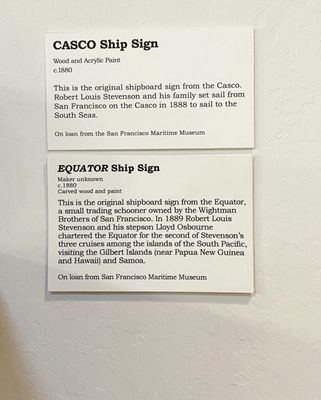 CASCO Ship Sign
Wood and Acrylic Paint
c.1880
This is the original shipboard sign from the Casco.
Robert Louis Stevenson and his family set sail from
San Francisco on the Casco in 1888 to sail to the
South Seas.
On loan from the San Francisco Maritime Museum
EQUATOR Ship Sign
Maker unknown
c.1880
Carved wood and paint
This is the original shipboard sign from the Equator,
a small trading schooner owned by the Wightman
Brothers of San Francisco. In 1889 Robert Louis
Stevenson and his stepson Lloyd Osbourne
chartered the Equator for the second of Stevenson's
three cruises among the islands of the South Pacific,
visiting the Gilbert Islands (near Papua New Guinea
and Hawaii) and Samoa.
On loan from San Francisco Maritime Museum